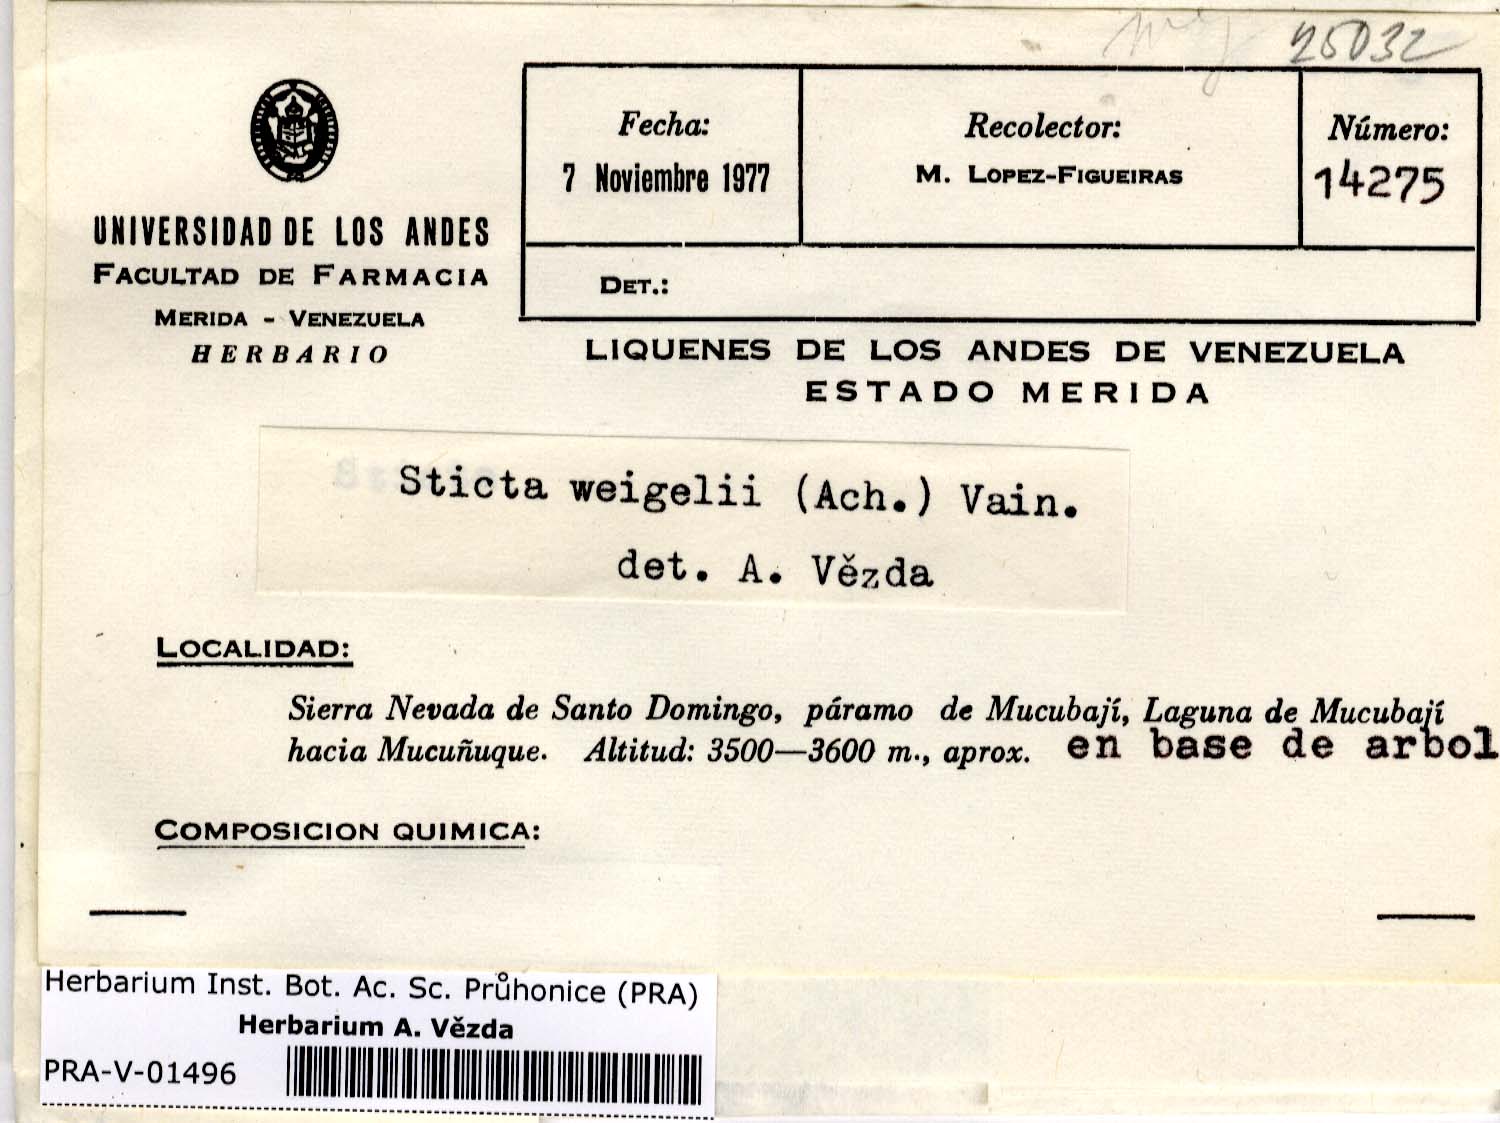 25032
Fecha:
7 Noviembre 1977
Recolector:
M. LOPEZ-FIGUEIRAS
Número:
14275
DET.:
UNIVERSIDAD DE LOS ANDES
FACULTAD DE FARMACIA
MERIDA - VENEZUELA
HERBARIO
LIQUENES DE LOS ANDES DE VENEZUELA
ESTADO MERIDA
Sticta weigelii (Ach.) Vain.
det. A. Vězda
LOCALIDAD:
Sierra Nevada de Santo Domingo, páramo de Mucubají, Laguna de Mucubají
hacia Mucuñuque. Altitud: 3500—3600 m., aprox. en base de arbol
COMPOSICION QUIMICA:
Herbarium Inst. Bot. Ac. Sc. Průhonice (PRA)
Herbarium A. Vězda
PRA-V-01496